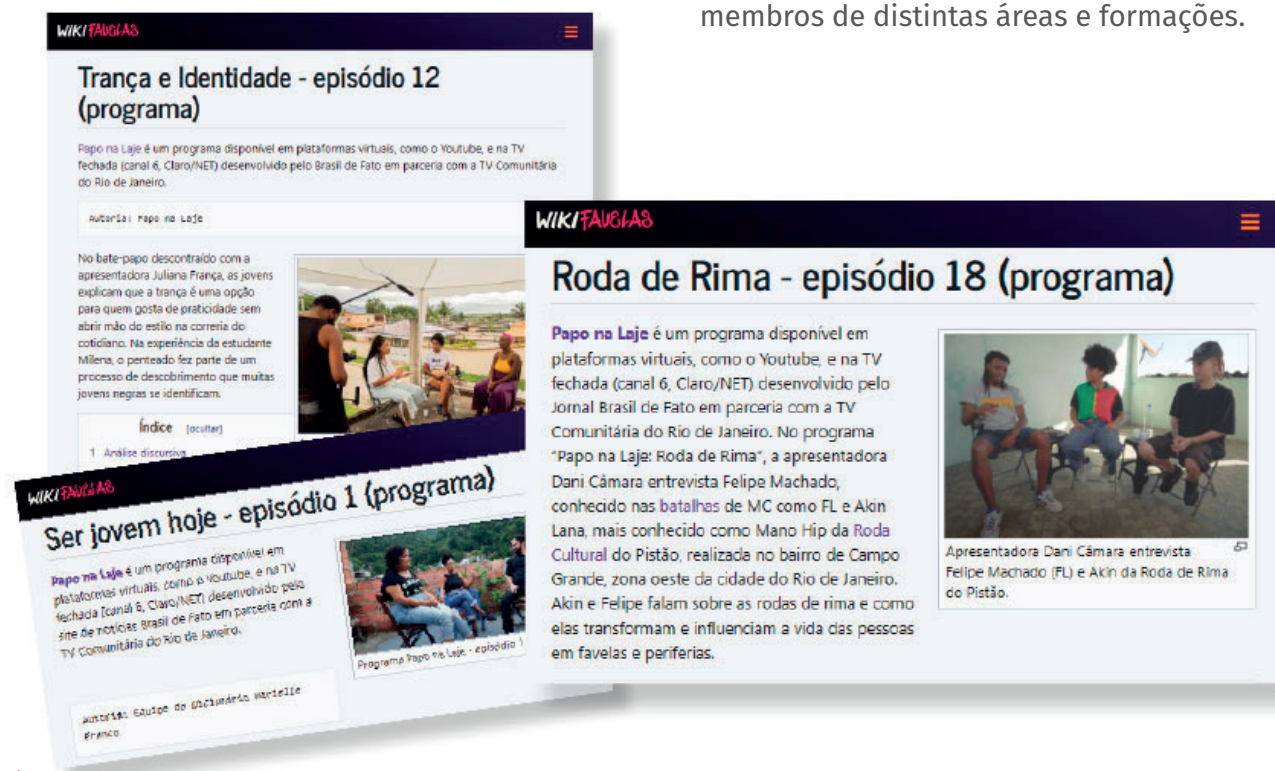 membros de distintas áreas e formações.
WIKIFAVELAS
Trança e Identidade - episódio 12
(programa)
Papo na Laje é um programa disponível em plataformas virtuais, como o Youtube, e na TV
fechada (canal 6, Claro/NET) desenvolvido pelo Brasil de Fato em parceria com a TV Comunitária
do Rio de Janeiro.
Autoria: Papo na Laje
No bate-papo descontraído com a
apresentadora Juliana França, as jovens
explicam que a trança é uma opção
para quem gosta de praticidade sem
abrir mão do estilo na correria do
cotidiano. Na experiência da estudante
Milena, o penteado fez parte de um
processo de descobrimento que muitas
jovens negras se identificam.
Índice [ocultar]
1 Análise discursiva
WIKIFAVELAS
Ser jovem hoje - episódio 1 (programa)
Papo na Laje é um programa disponível em
plataformas virtuais, como o Youtube, e na TV
fechada (canal 6, Claro/NET) desenvolvido pelo
site de notícias Brasil de Fato em parceria com a
TV Comunitária do Rio de Janeiro.
Programa Papo na Laje - episódio 1
Autoria: Equipe do Dicionário Marielle
Franco
WIKIFAVELAS
Roda de Rima - episódio 18 (programa)
Papo na Laje é um programa disponível em
plataformas virtuais, como o Youtube, e na TV
fechada (canal 6, Claro/NET) desenvolvido pelo
Jornal Brasil de Fato em parceria com a TV
Comunitária do Rio de Janeiro. No programa
"Papo na Laje: Roda de Rima", a apresentadora
Dani Câmara entrevista Felipe Machado,
conhecido nas batalhas de MC como FL e Akin
Lana, mais conhecido como Mano Hip da Roda
Cultural do Pistão, realizada no bairro de Campo
Grande, zona oeste da cidade do Rio de Janeiro.
Akin e Felipe falam sobre as rodas de rima e como
elas transformam e influenciam a vida das pessoas
em favelas e periferias.
Apresentadora Dani Câmara entrevista
Felipe Machado (FL) e Akin da Roda de Rima
do Pistão.